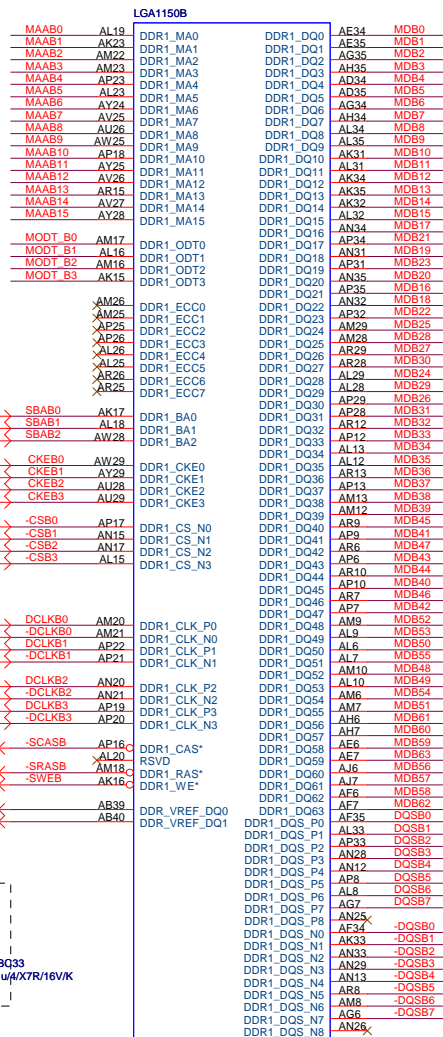 LGA1150B
MAAB0 AL19 DDR1_MA0
MAAB1 AK23 DDR1_MA1
MAAB2 AM22 DDR1_MA2
MAAB3 AM23 DDR1_MA3
MAAB4 AP23 DDR1_MA4
MAAB5 AL23 DDR1_MA5
MAAB6 AY24 DDR1_MA6
MAAB7 AV25 DDR1_MA7
MAAB8 AU26 DDR1_MA8
MAAB9 AW25 DDR1_MA9
MAAB10 AP18 DDR1_MA10
MAAB11 AY25 DDR1_MA11
MAAB12 AV26 DDR1_MA12
MAAB13 AR15 DDR1_MA13
MAAB14 AV27 DDR1_MA14
MAAB15 AY28 DDR1_MA15
MODT_B0 AM17 DDR1_ODT0
MODT_B1 AL16 DDR1_ODT1
MODT_B2 AM16 DDR1_ODT2
MODT_B3 AK15 DDR1_ODT3
AM26 DDR1_ECC0
AM25 DDR1_ECC1
AP25 DDR1_ECC2
AP26 DDR1_ECC3
AL26 DDR1_ECC4
AL25 DDR1_ECC5
AR26 DDR1_ECC6
AR25 DDR1_ECC7
SBAB0 AK17 DDR1_BA0
SBAB1 AL18 DDR1_BA1
SBAB2 AW28 DDR1_BA2
CKEB0 AW29 DDR1_CKE0
CKEB1 AY29 DDR1_CKE1
CKEB2 AU28 DDR1_CKE2
CKEB3 AU29 DDR1_CKE3
-CSB0 AP17 DDR1_CS_N0
-CSB1 AN15 DDR1_CS_N1
-CSB2 AN17 DDR1_CS_N2
-CSB3 AL15 DDR1_CS_N3
DCLKB0 AM20 DDR1_CLK_P0
-DCLKB0 AM21 DDR1_CLK_N0
DCLKB1 AP22 DDR1_CLK_P1
-DCLKB1 AP21 DDR1_CLK_N1
DCLKB2 AN20 DDR1_CLK_P2
-DCLKB2 AN21 DDR1_CLK_N2
DCLKB3 AP19 DDR1_CLK_P3
-DCLKB3 AP20 DDR1_CLK_N3
-SCASB AP16 DDR1_CAS*
AL20 RSVD
-SRASB AM18 DDR1_RAS*
-SWEB AK16 DDR1_WE*
AB39 DDR_VREF_DQ0
AB40 DDR_VREF_DQ1
BC33
u/4/X7R/16V/K
DDR1_DQ0 AE34 MDB0
DDR1_DQ1 AE35 MDB1
DDR1_DQ2 AG35 MDB2
DDR1_DQ3 AH35 MDB3
DDR1_DQ4 AD34 MDB4
DDR1_DQ5 AD35 MDB5
DDR1_DQ6 AG34 MDB6
DDR1_DQ7 AH34 MDB7
DDR1_DQ8 AL34 MDB8
DDR1_DQ9 AL35 MDB9
DDR1_DQ10 AK31 MDB10
DDR1_DQ11 AL31 MDB11
DDR1_DQ12 AK34 MDB12
DDR1_DQ13 AK35 MDB13
DDR1_DQ14 AK32 MDB14
DDR1_DQ15 AL32 MDB15
DDR1_DQ16 AN34 MDB17
DDR1_DQ17 AP34 MDB21
DDR1_DQ18 AN31 MDB19
DDR1_DQ19 AP31 MDB23
DDR1_DQ20 AN35 MDB20
DDR1_DQ21 AP35 MDB16
DDR1_DQ22 AN32 MDB18
DDR1_DQ23 AP32 MDB22
DDR1_DQ24 AM29 MDB25
DDR1_DQ25 AM28 MDB28
DDR1_DQ26 AR29 MDB27
DDR1_DQ27 AR28 MDB30
DDR1_DQ28 AL29 MDB24
DDR1_DQ29 AL28 MDB29
DDR1_DQ30 AP29 MDB26
DDR1_DQ31 AP28 MDB31
DDR1_DQ32 AR12 MDB32
DDR1_DQ33 AP12 MDB33
DDR1_DQ34 AL13 MDB34
DDR1_DQ35 AL12 MDB35
DDR1_DQ36 AR13 MDB36
DDR1_DQ37 AP13 MDB37
DDR1_DQ38 AM13 MDB38
DDR1_DQ39 AM12 MDB39
DDR1_DQ40 AR9 MDB45
DDR1_DQ41 AP9 MDB41
DDR1_DQ42 AR6 MDB47
DDR1_DQ43 AP6 MDB43
DDR1_DQ44 AR10 MDB44
DDR1_DQ45 AP10 MDB40
DDR1_DQ46 AR7 MDB46
DDR1_DQ47 AP7 MDB42
DDR1_DQ48 AM9 MDB52
DDR1_DQ49 AL9 MDB53
DDR1_DQ50 AL6 MDB50
DDR1_DQ51 AL7 MDB55
DDR1_DQ52 AM10 MDB48
DDR1_DQ53 AL10 MDB49
DDR1_DQ54 AM6 MDB54
DDR1_DQ55 AM7 MDB51
DDR1_DQ56 AH6 MDB61
DDR1_DQ57 AH7 MDB60
DDR1_DQ58 AE6 MDB59
DDR1_DQ59 AE7 MDB63
DDR1_DQ60 AJ6 MDB56
DDR1_DQ61 AJ7 MDB57
DDR1_DQ62 AF6 MDB58
DDR1_DQ63 AF7 MDB62
DDR1_DQS_P0 AF35 DQSB0
DDR1_DQS_P1 AL33 DQSB1
DDR1_DQS_P2 AP33 DQSB2
DDR1_DQS_P3 AN28 DQSB3
DDR1_DQS_P4 AN12 DQSB4
DDR1_DQS_P5 AP8 DQSB5
DDR1_DQS_P6 AL8 DQSB6
DDR1_DQS_P7 AG7 DQSB7
DDR1_DQS_P8 AN25
DDR1_DQS_N0 AF34 -DQSB0
DDR1_DQS_N1 AK33 -DQSB1
DDR1_DQS_N2 AN33 -DQSB2
DDR1_DQS_N3 AN29 -DQSB3
DDR1_DQS_N4 AN13 -DQSB4
DDR1_DQS_N5 AR8 -DQSB5
DDR1_DQS_N6 AM8 -DQSB6
DDR1_DQS_N7 AG6 -DQSB7
DDR1_DQS_N8 AN26